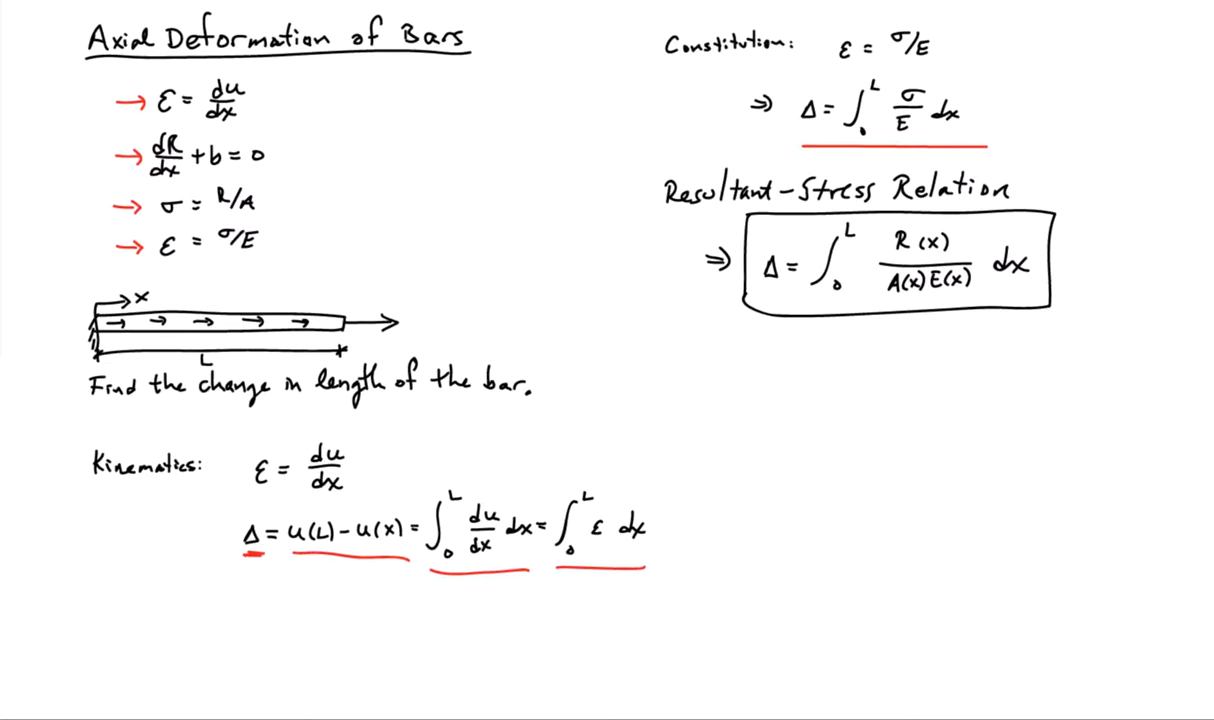 Axial Deformation of Bars
→ ε = du/dx
→ dR/dx + b = 0
→ σ = R/A
→ ε = σ/E
x
L
Find the change in length of the bar.
Kinematics: ε = du/dx
Δ = u(L) - u(x) = ∫₀ᴸ du/dx dx = ∫₀ᴸ ε dx
Constitution: ε = σ/E
⇒ Δ = ∫₀ᴸ σ/E dx
Resultant-Stress Relation
⇒ Δ = ∫₀ᴸ R(x)/A(x)E(x) dx